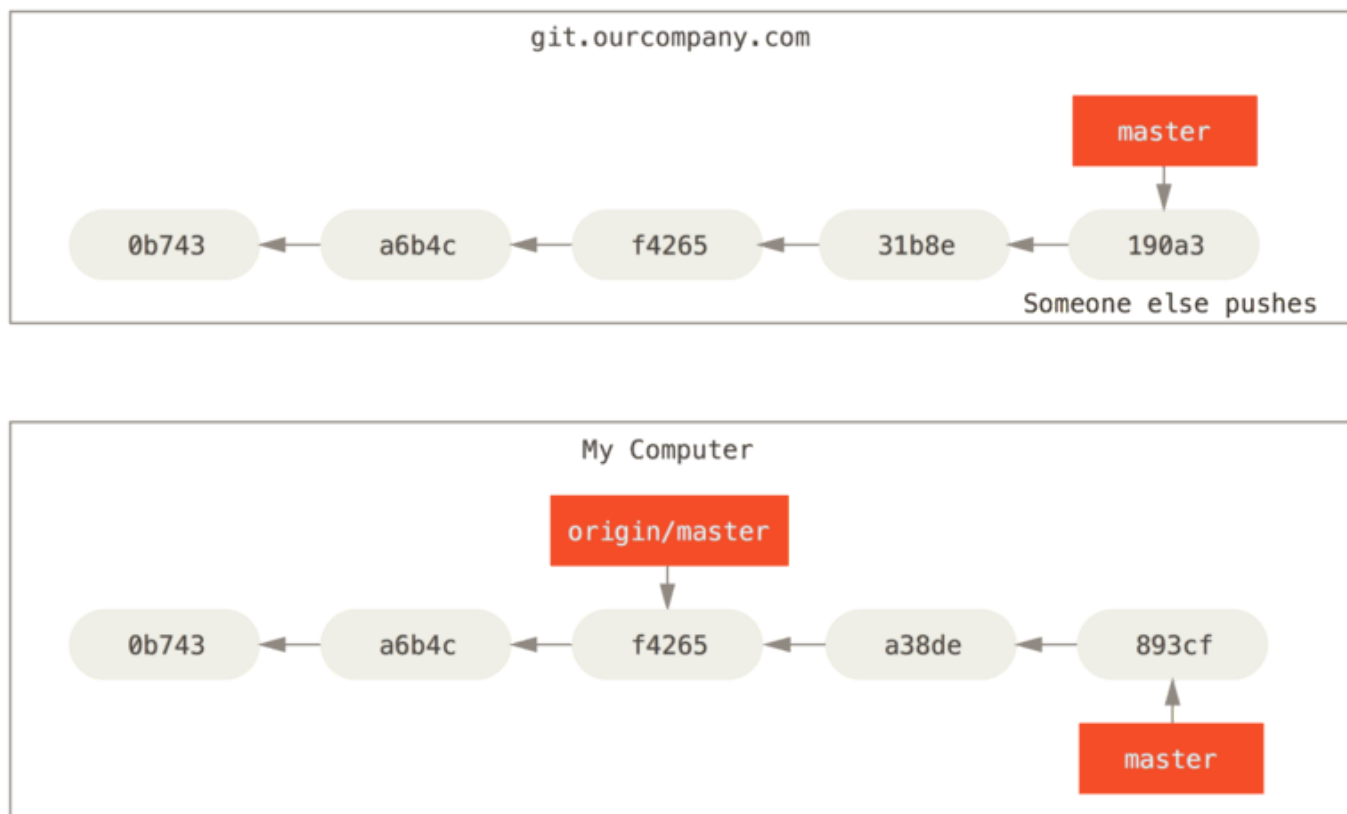 git.ourcompany.com
master
0b743 a6b4c f4265 31b8e 190a3
Someone else pushes
My Computer
origin/master
0b743 a6b4c f4265 a38de 893cf
master